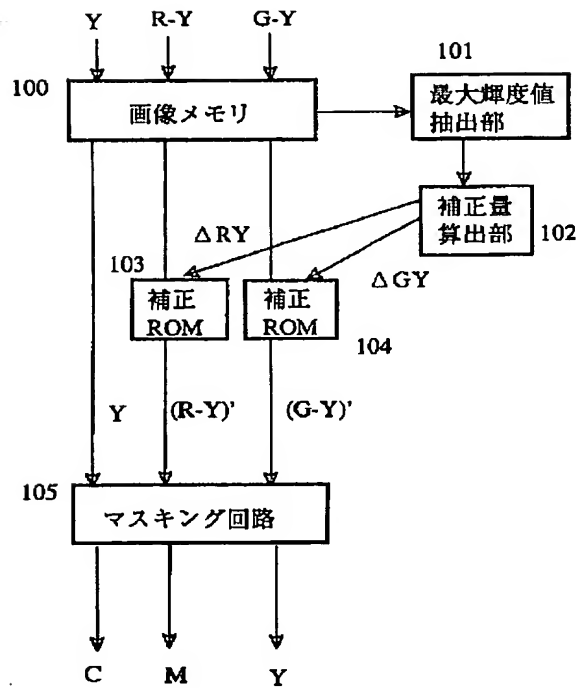 Y R-Y G-Y
101
100
画像メモリ
最大輝度値
抽出部
補正量
算出部
102
ΔRY
ΔGY
103
補正
ROM
補正
ROM
104
Y (R-Y)' (G-Y)'
105
マスキング回路
C M Y